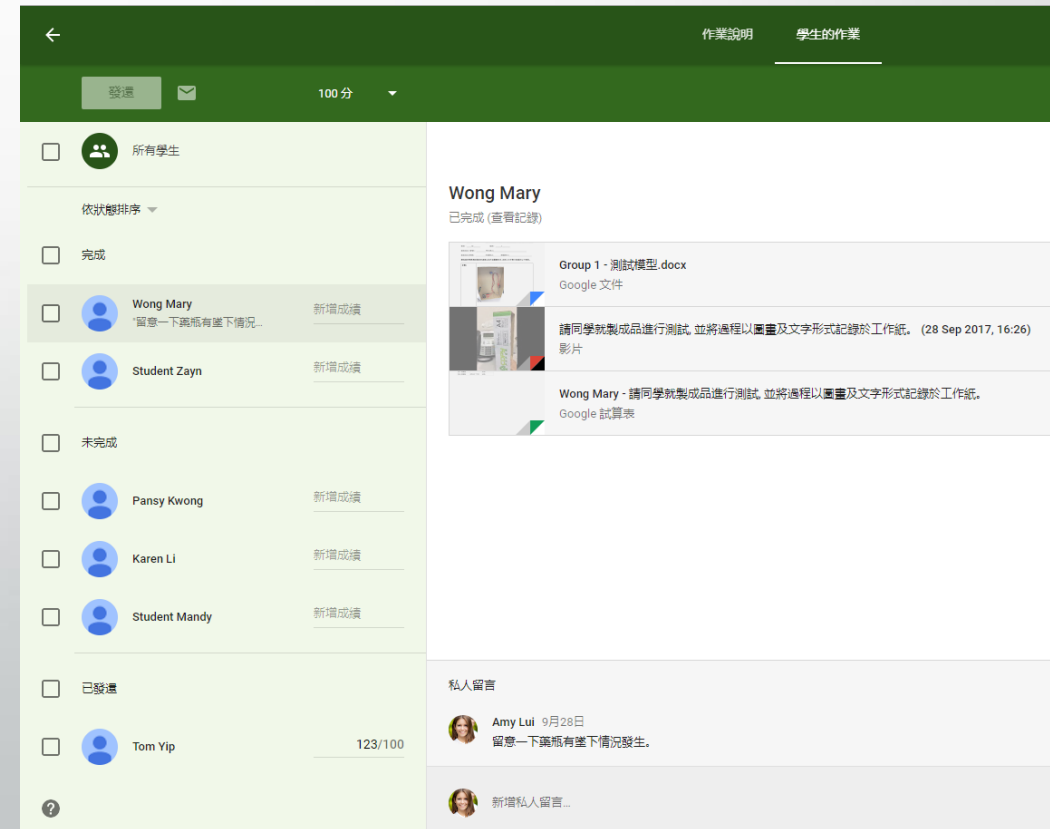 作業說明
學生的作業
發還
100 分
所有學生
依狀態排序
完成
Wong Mary
"留意一下藥瓶有墜下情況...
新增成績
Student Zayn
新增成績
未完成
Pansy Kwong
新增成績
Karen Li
新增成績
Student Mandy
新增成績
已發還
Tom Yip
123/100
Wong Mary
已完成 (查看記錄)
Group 1 - 測試模型.docx
Google 文件
請同學就製成品進行測試, 並將過程以圖畫及文字形式記錄於工作紙。 (28 Sep 2017, 16:26)
影片
Wong Mary - 請同學就製成品進行測試, 並將過程以圖畫及文字形式記錄於工作紙。
Google 試算表
私人留言
Amy Lui 9月28日
留意一下藥瓶有墜下情況發生。
新增私人留言...